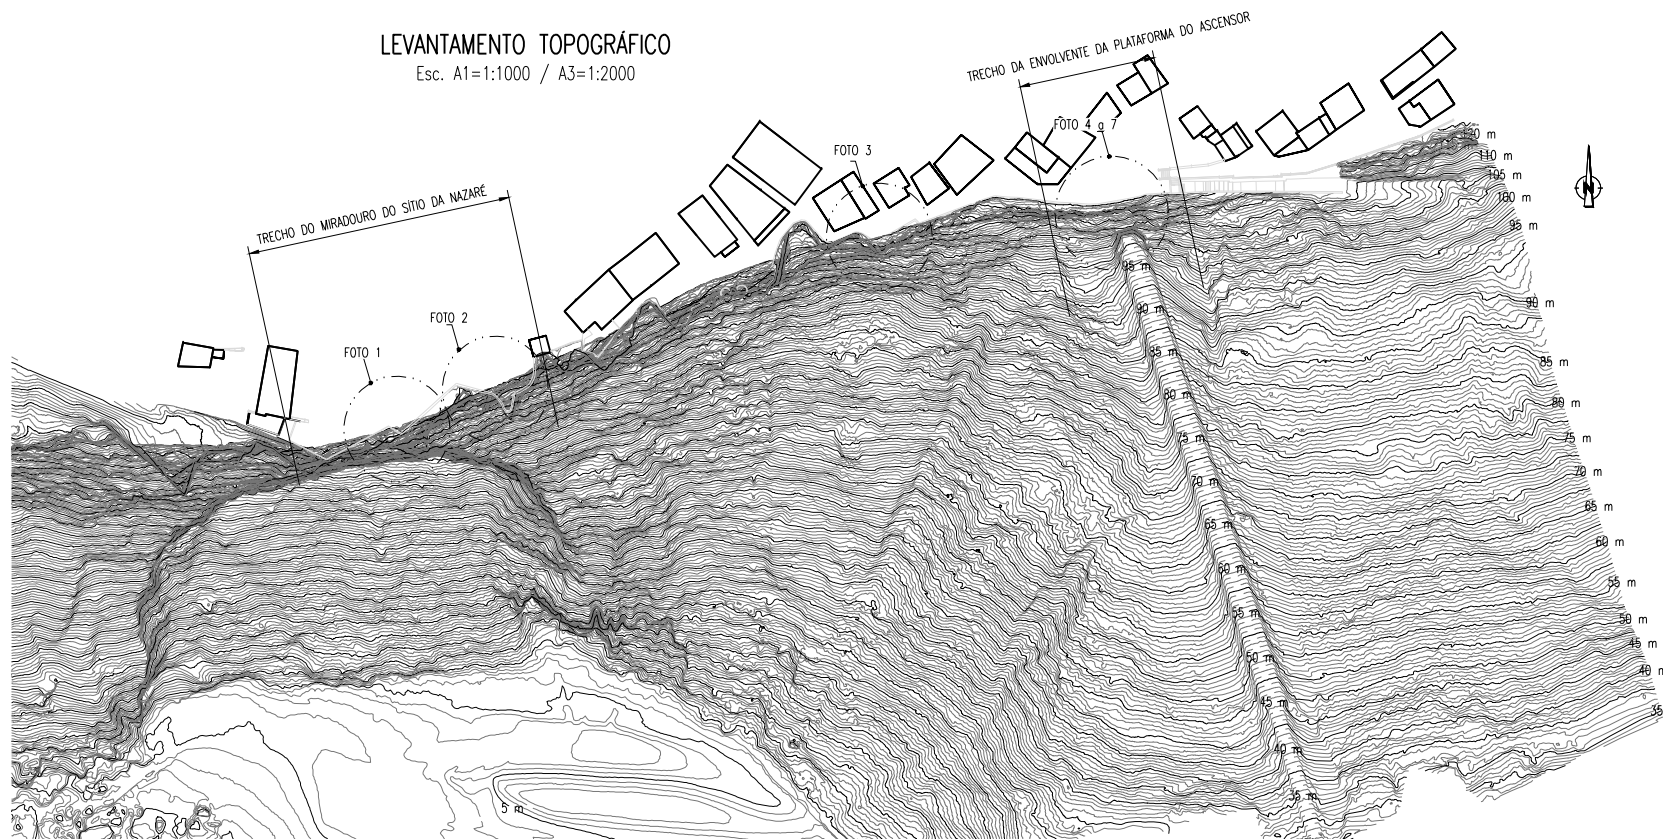 LEVANTAMENTO TOPOGRÁFICO
Esc. A1=1:1000 / A3=1:2000
TRECHO DA ENVOLVENTE DA PLATAFORMA DO ASCENSOR
FOTO 4 a 7
FOTO 3
TRECHO DO MIRADOURO DO SÍTIO DA NAZARÉ
FOTO 2
FOTO 1
N
120 m
110 m
105 m
100 m
95 m
90 m
85 m
80 m
75 m
70 m
65 m
60 m
55 m
50 m
45 m
40 m
35
95 m
90 m
85 m
80 m
75 m
70 m
65 m
60 m
55 m
50 m
45 m
40 m
35 m
5 m